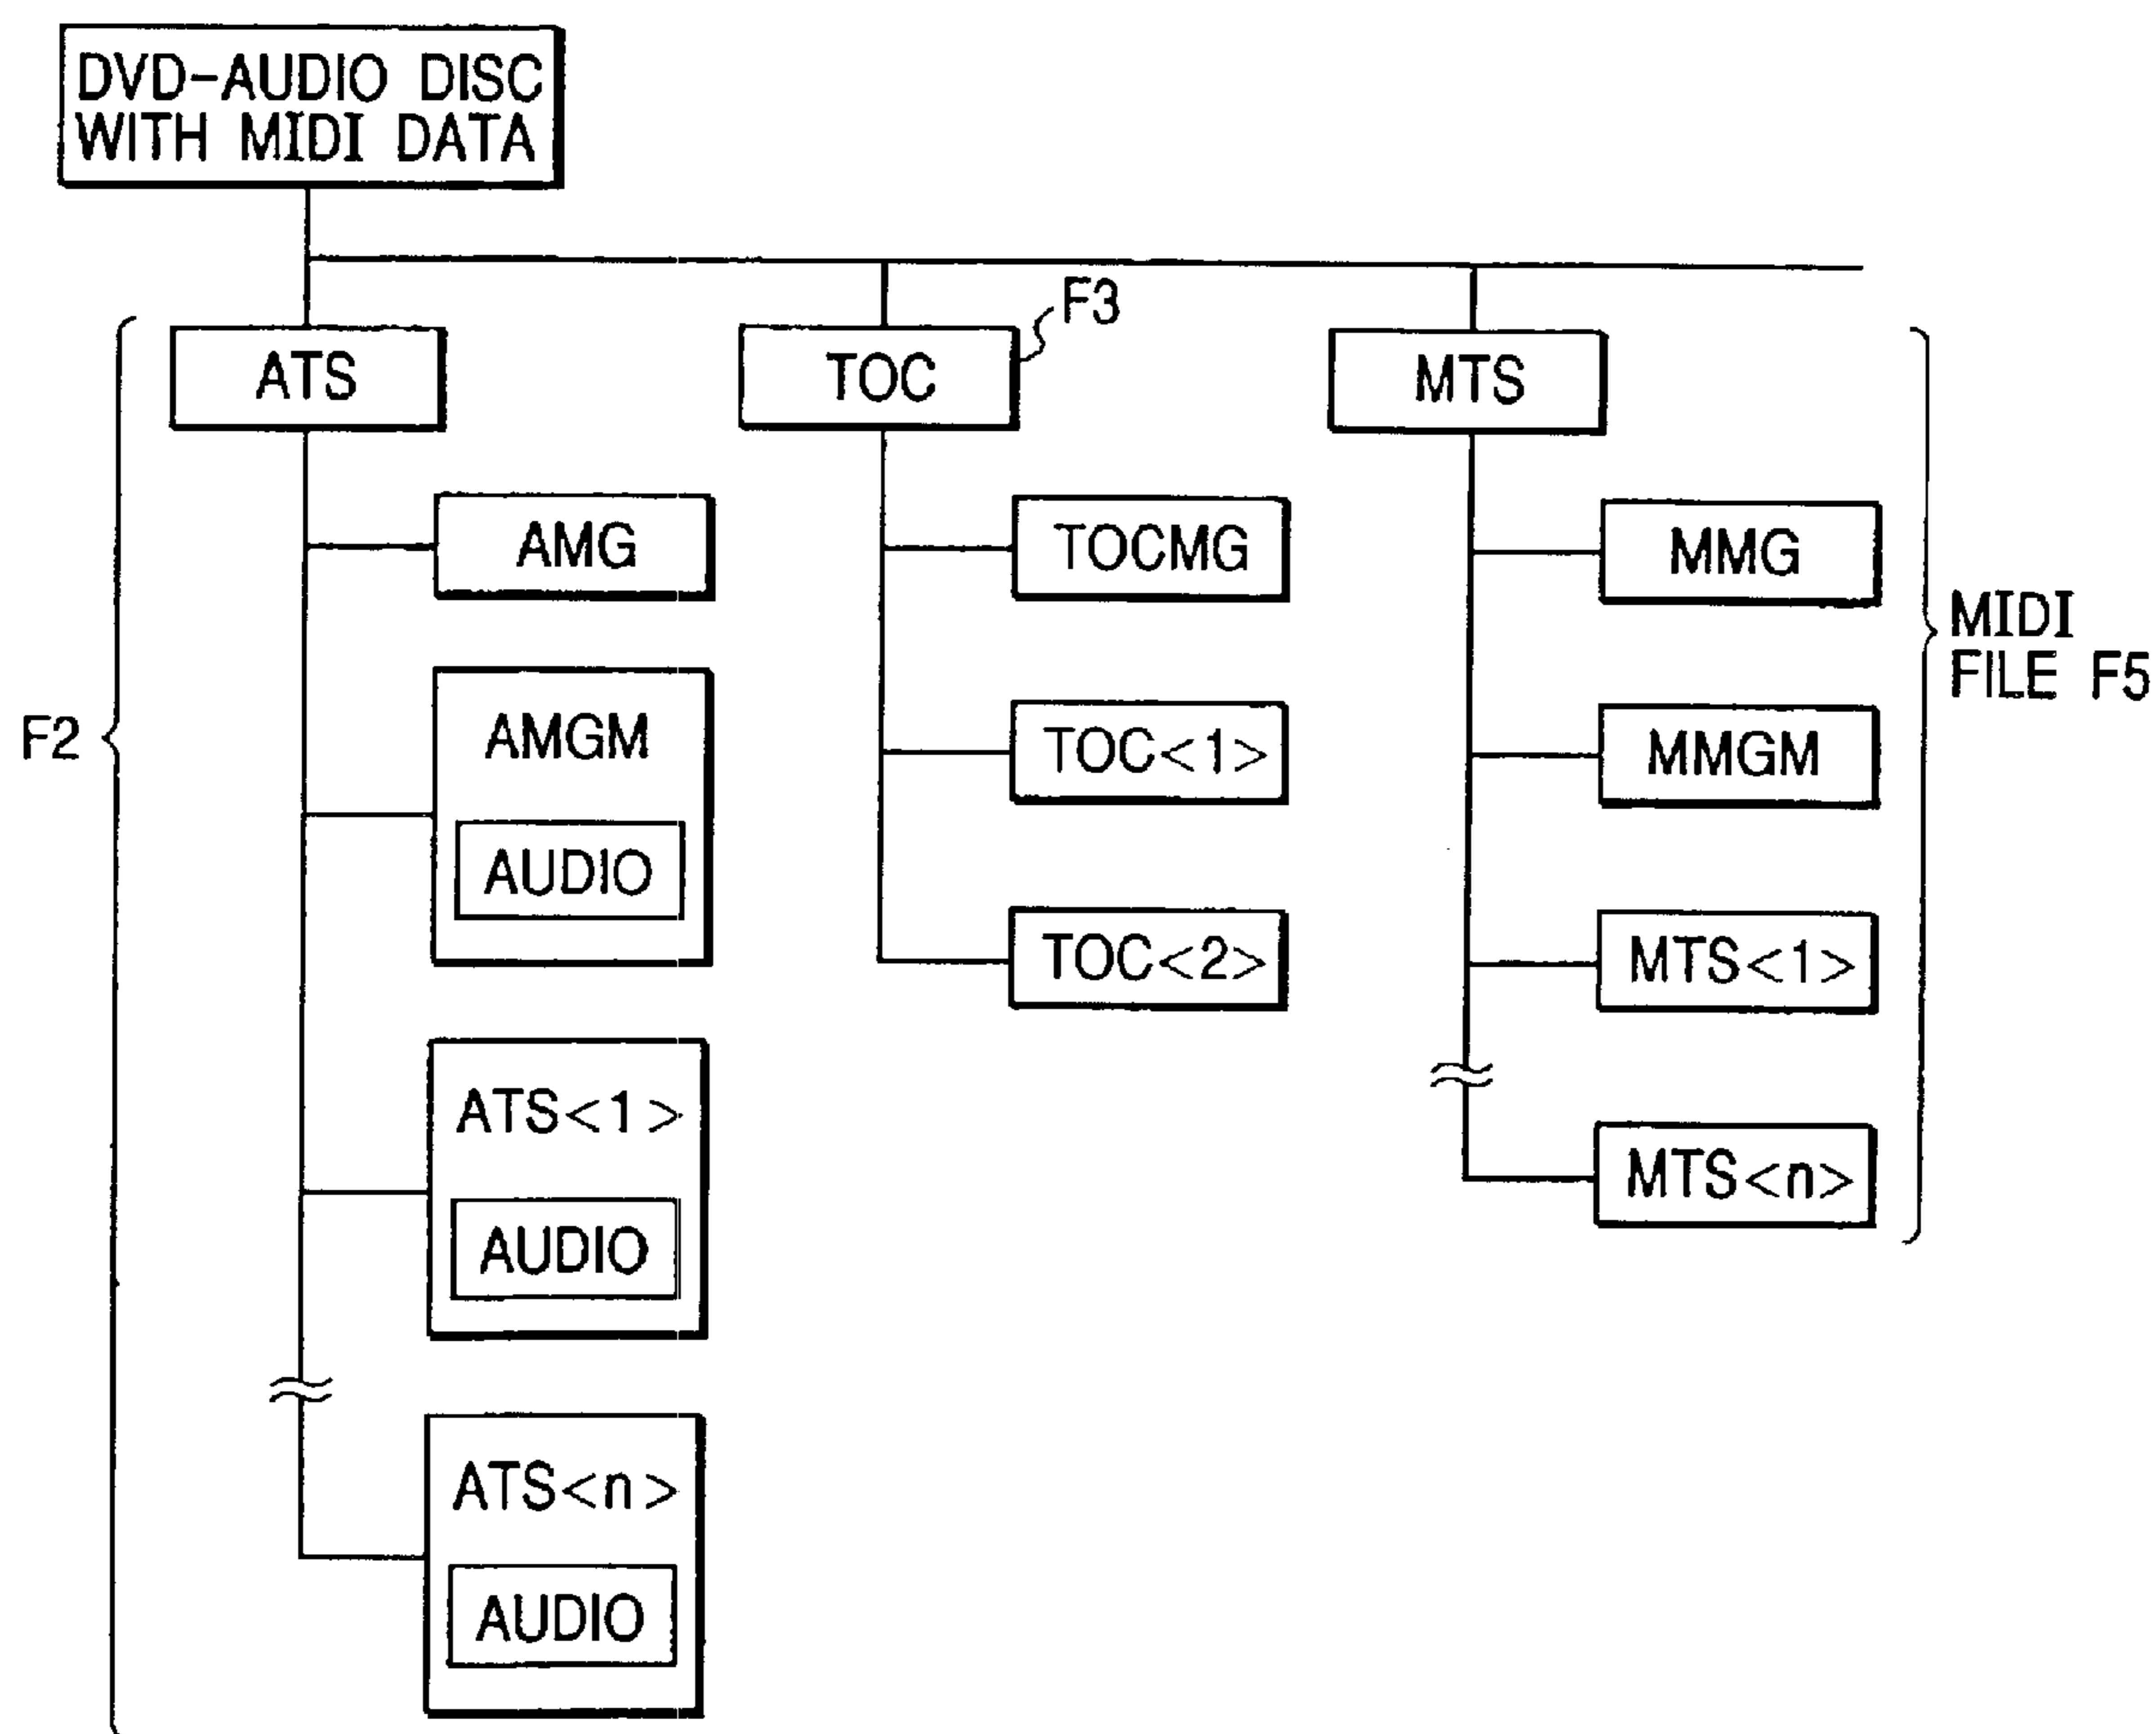 DVD-AUDIO DISC
WITH MIDI DATA
F3
ATS
TOC
MTS
AMG
TOCMG
MMG
MIDI
FILE F5
F2
AMGM
TOC<1>
MMGM
AUDIO
TOC<2>
MTS<1>
ATS<1>
MTS<n>
AUDIO
ATS<n>
AUDIO